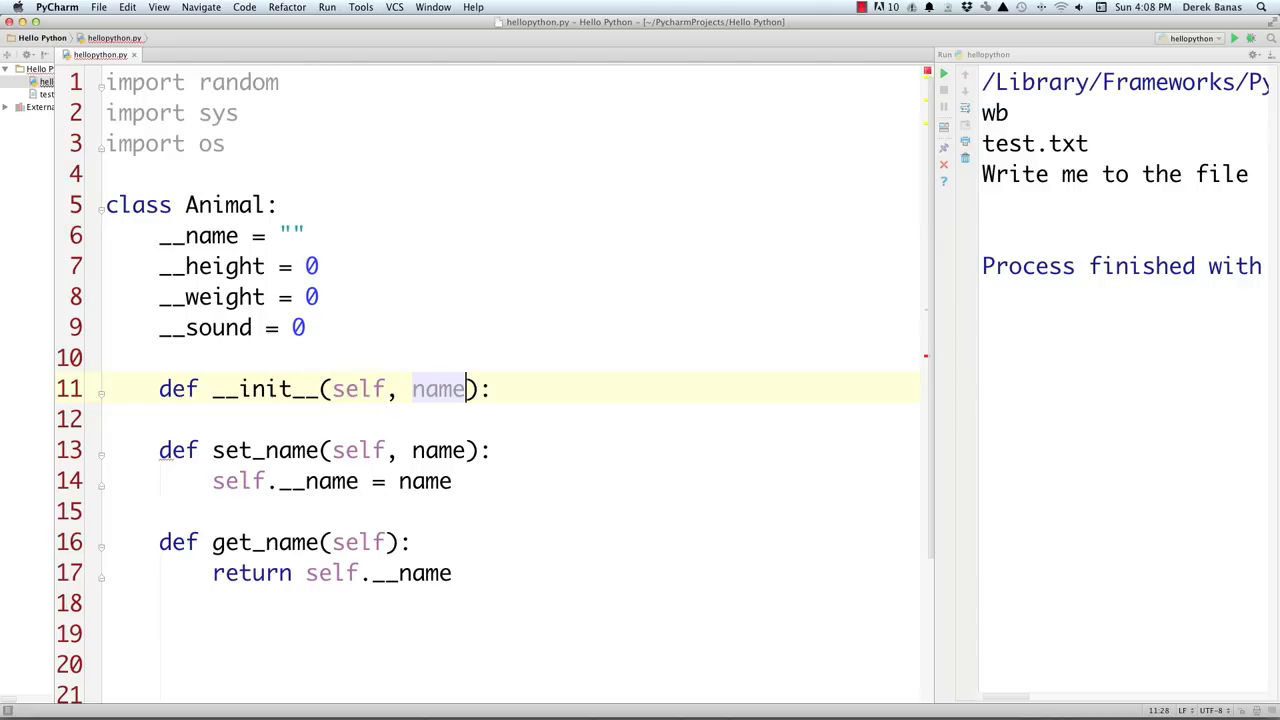 PyCharm File Edit View Navigate Code Refactor Run Tools VCS Window Help 10 Sun 4:08 PM Derek Banas
hellopython.py - Hello Python - [~/PycharmProjects/Hello Python]
Hello Python hellopython.py hellopython
hellopython.py Run hellopython
Hello P
hell
test
Externa
1 import random
2 import sys
3 import os
4
5 class Animal:
6 __name = ""
7 __height = 0
8 __weight = 0
9 __sound = 0
10
11 def __init__(self, name):
12
13 def set_name(self, name):
14 self.__name = name
15
16 def get_name(self):
17 return self.__name
18
19
20
21
/Library/Frameworks/Py
wb
test.txt
Write me to the file
Process finished with
11:28 LF UTF-8